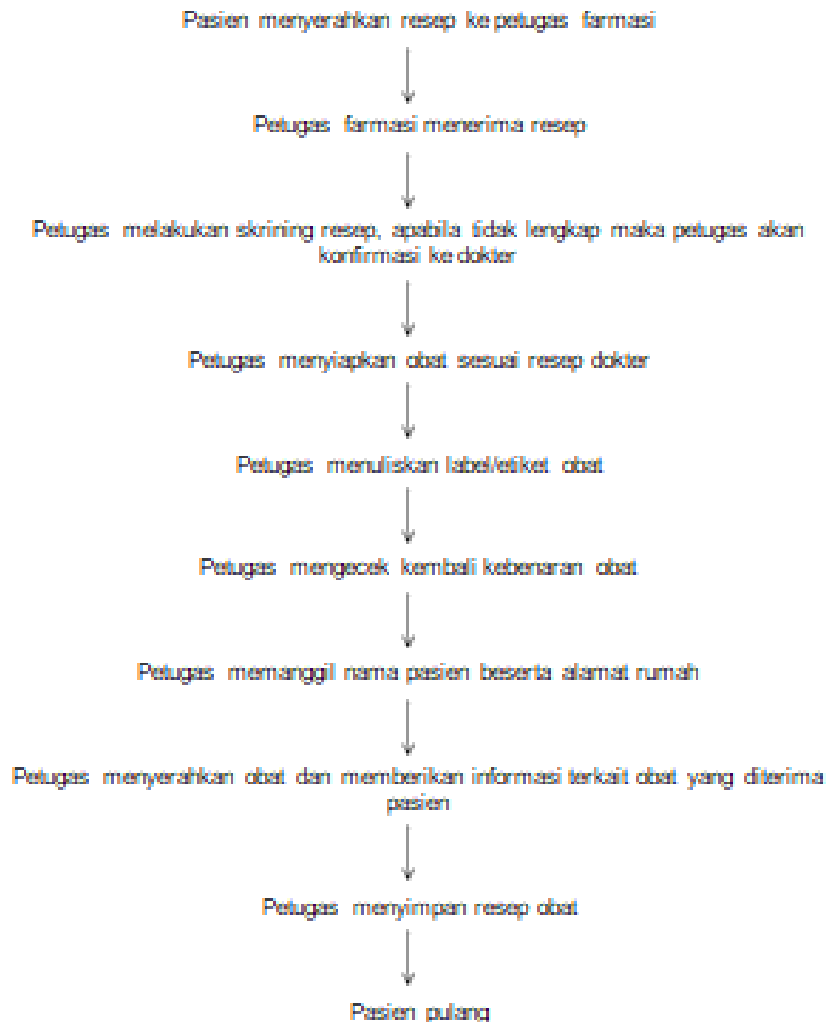 Pasien menyerahkan resep ke petugas farmasi
Petugas farmasi menerima resep
Petugas melakukan skrining resep, apabila tidak lengkap maka petugas akan
konfirmasi ke dokter
Petugas menyiapkan obat sesuai resep dokter
Petugas menuliskan label/etiket obat
Petugas mengecek kembali kebenaran obat
Petugas memanggil nama pasien beserta alamat rumah
Petugas menyerahkan obat dan memberikan informasi terkait obat yang diterima
pasien
Petugas menyimpan resep obat
Pasien pulang